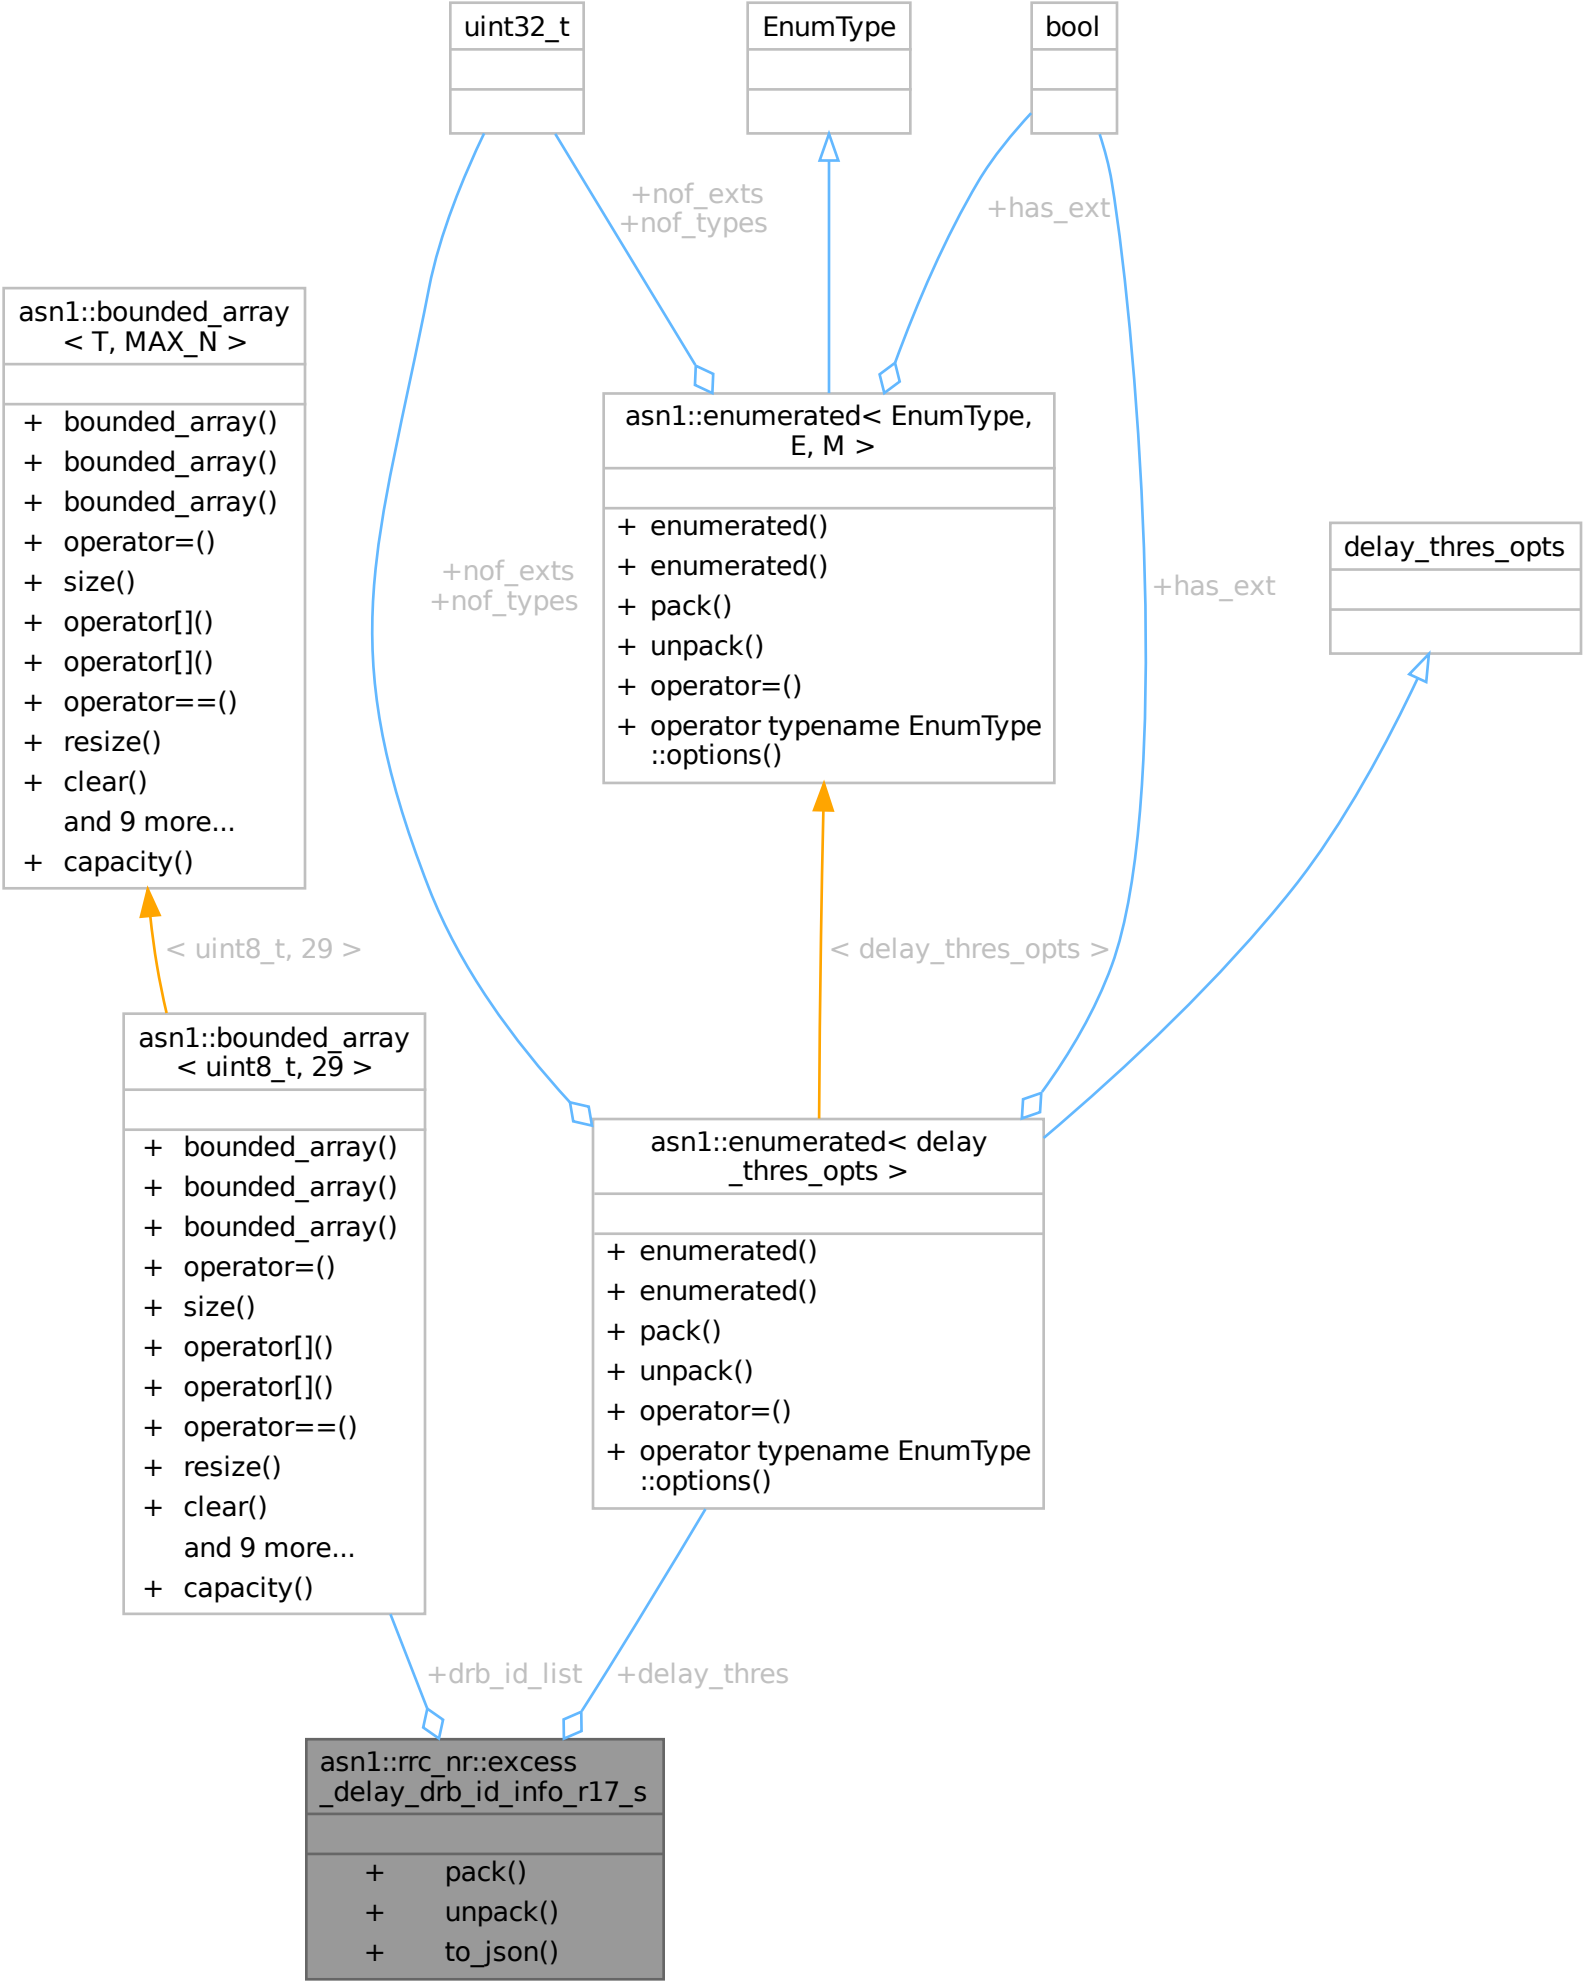 uint32_t
EnumType
bool
+nof_exts
+nof_types
+has_ext
asn1::bounded_array
< T, MAX_N >
+ bounded_array()
+ bounded_array()
+ bounded_array()
+ operator=()
+ size()
+ operator[]()
+ operator[]()
+ operator==()
+ resize()
+ clear()
and 9 more...
+ capacity()
asn1::enumerated< EnumType,
E, M >
+ enumerated()
+ enumerated()
+ pack()
+ unpack()
+ operator=()
+ operator typename EnumType
::options()
delay_thres_opts
+nof_exts
+nof_types
+has_ext
< uint8_t, 29 >
< delay_thres_opts >
asn1::bounded_array
< uint8_t, 29 >
+ bounded_array()
+ bounded_array()
+ bounded_array()
+ operator=()
+ size()
+ operator[]()
+ operator[]()
+ operator==()
+ resize()
+ clear()
and 9 more...
+ capacity()
asn1::enumerated< delay
_thres_opts >
+ enumerated()
+ enumerated()
+ pack()
+ unpack()
+ operator=()
+ operator typename EnumType
::options()
+drb_id_list
+delay_thres
asn1::rrc_nr::excess
_delay_drb_id_info_r17_s
+ pack()
+ unpack()
+ to_json()